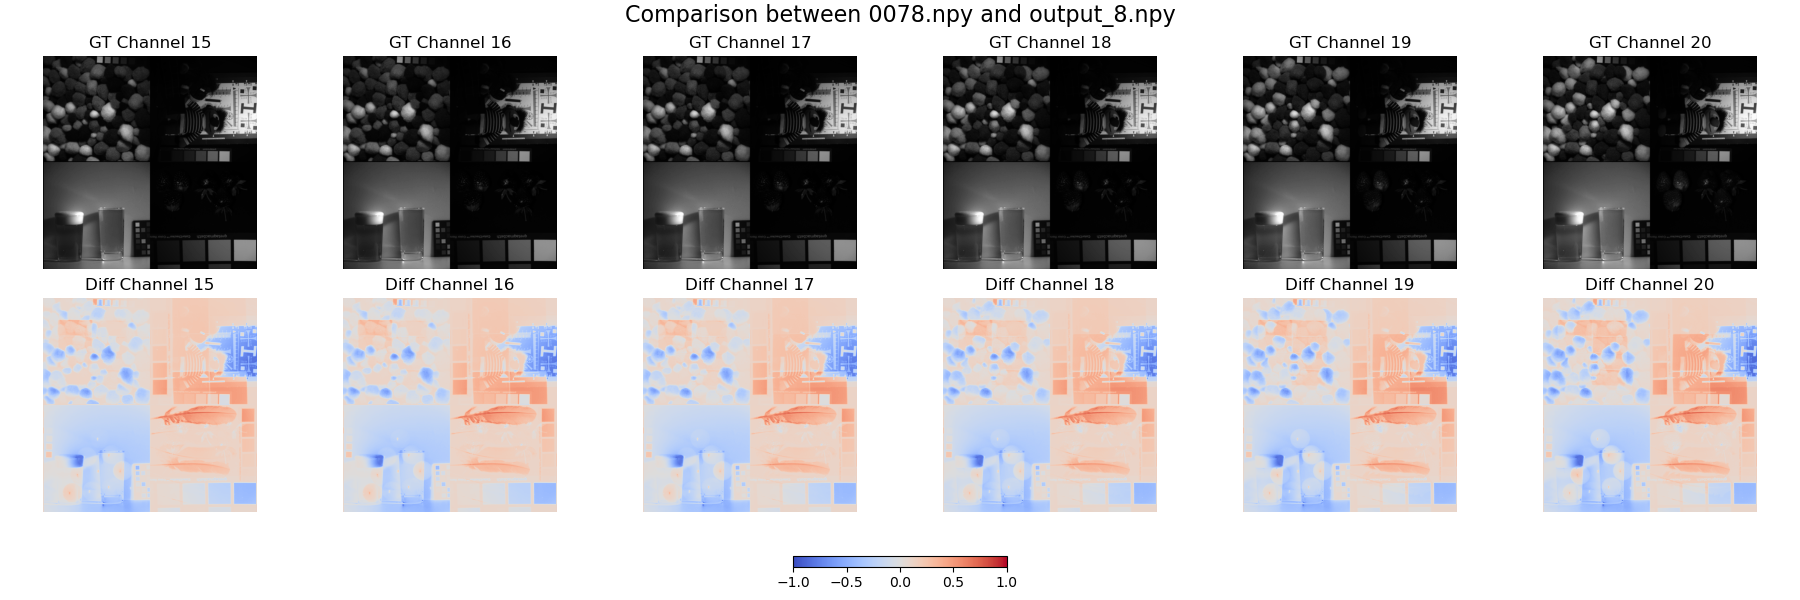 Comparison between 0078.npy and output_8.npy
GT Channel 15
GT Channel 16
GT Channel 17
GT Channel 18
GT Channel 19
GT Channel 20
Diff Channel 15
Diff Channel 16
Diff Channel 17
Diff Channel 18
Diff Channel 19
Diff Channel 20
−1.0
−0.5
0.0
0.5
1.0